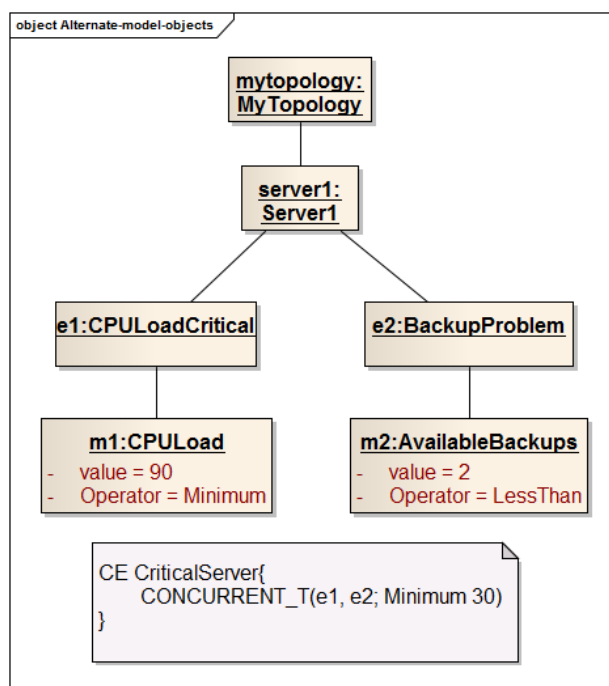 object Alternate-model-objects
mytopology:
MyTopology
server1:
Server1
e1:CPULoadCritical
e2:BackupProblem
m1:CPULoad
- value = 90
- Operator = Minimum
m2:AvailableBackups
- value = 2
- Operator = LessThan
CE CriticalServer{
CONCURRENT_T(e1, e2; Minimum 30)
}